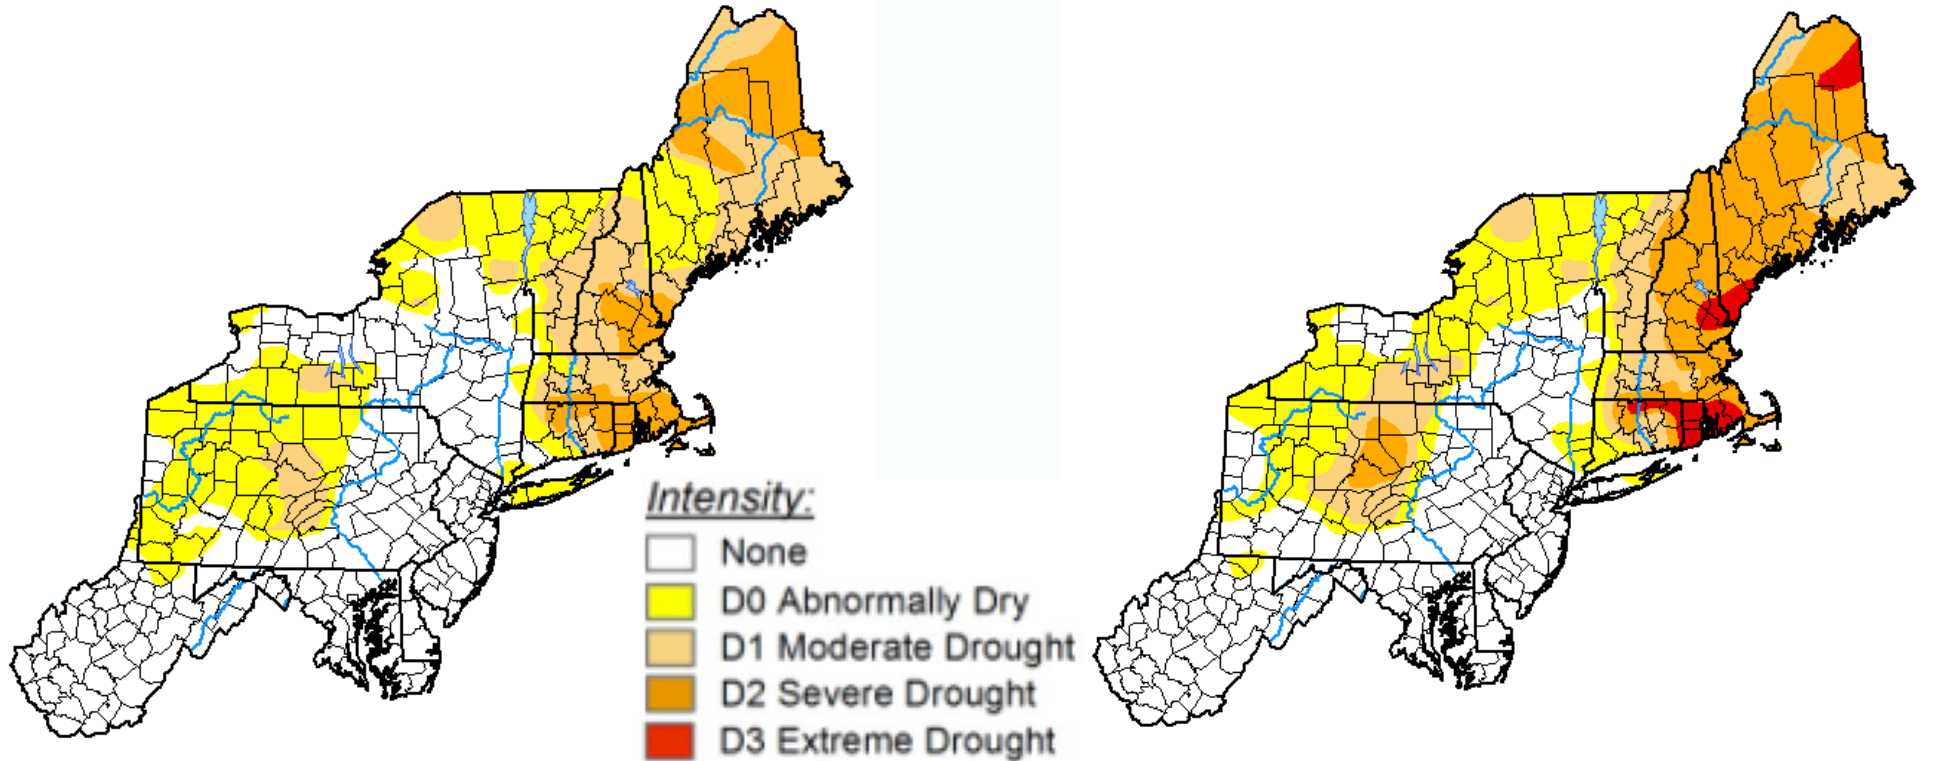 Intensity:
None
D0 Abnormally Dry
D1 Moderate Drought
D2 Severe Drought
D3 Extreme Drought